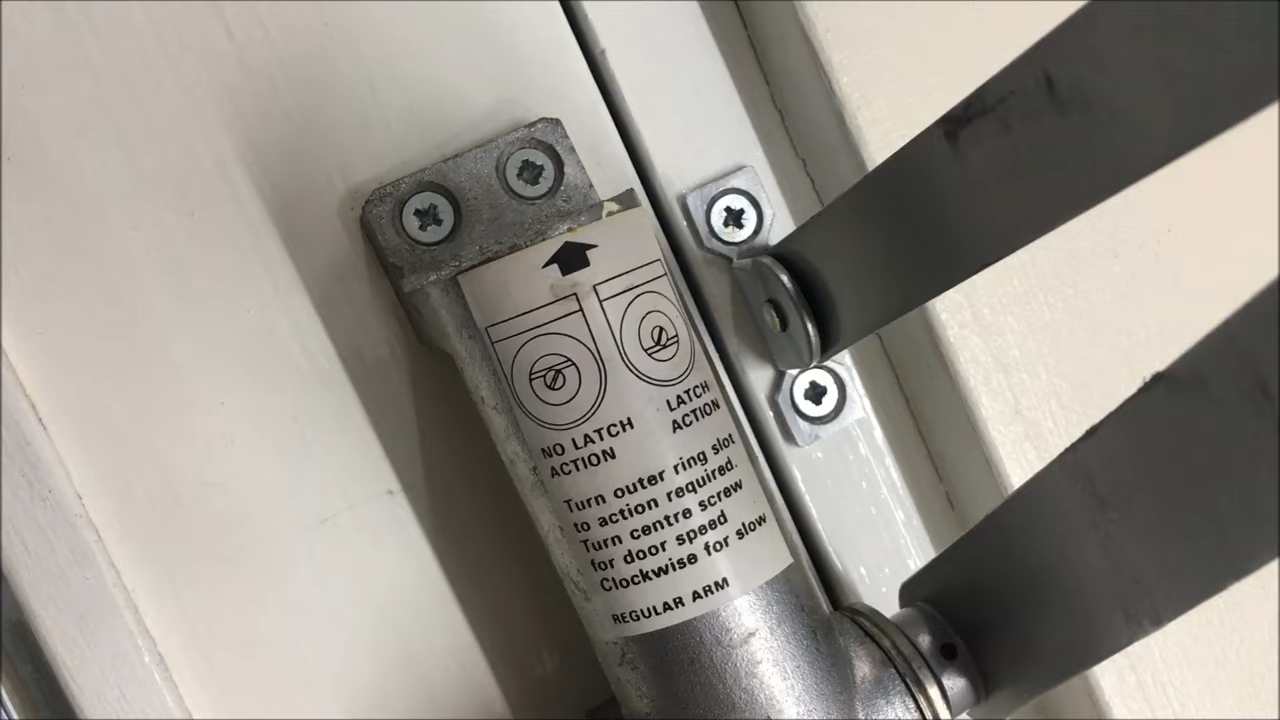 NO LATCH
ACTION
LATCH
ACTION
Turn outer ring slot
to action required.
Turn centre screw
for door speed
Clockwise for slow
REGULAR ARM